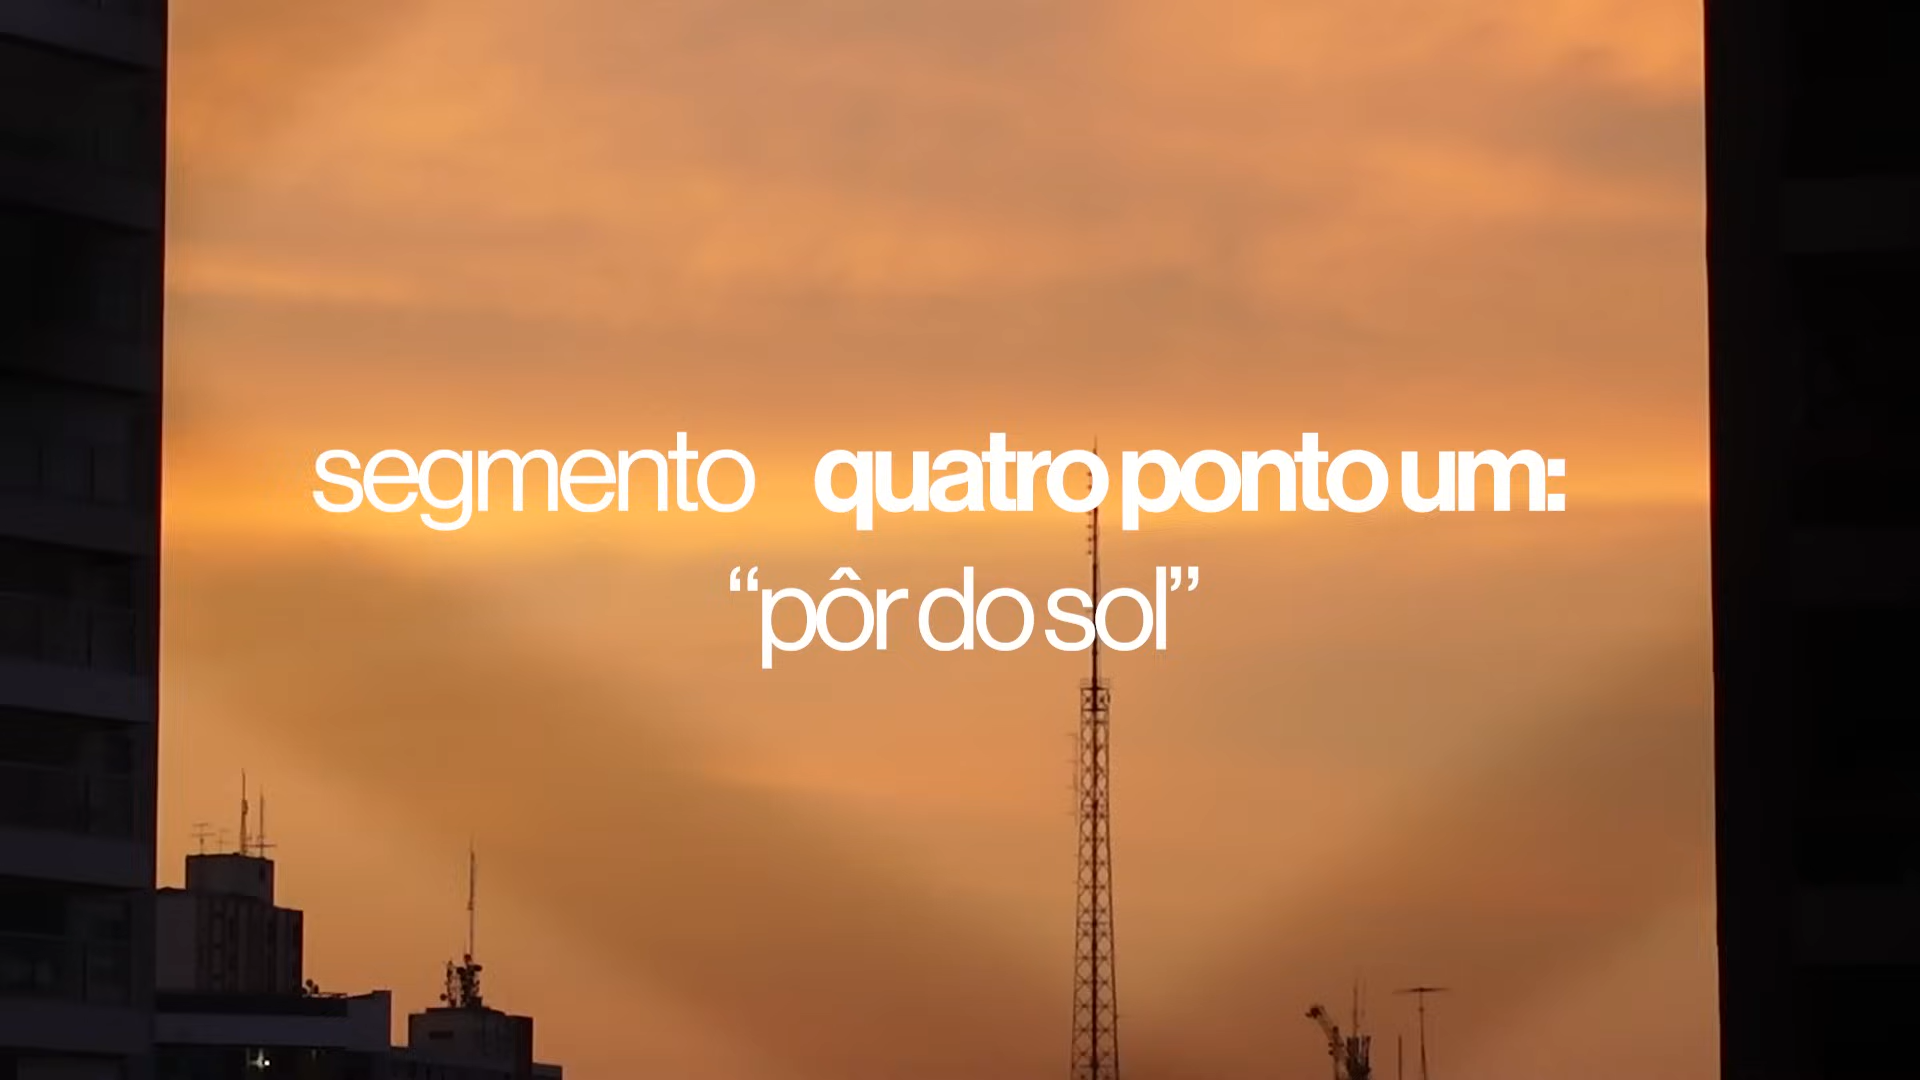 segmento quatro ponto um:
“pôr do sol”